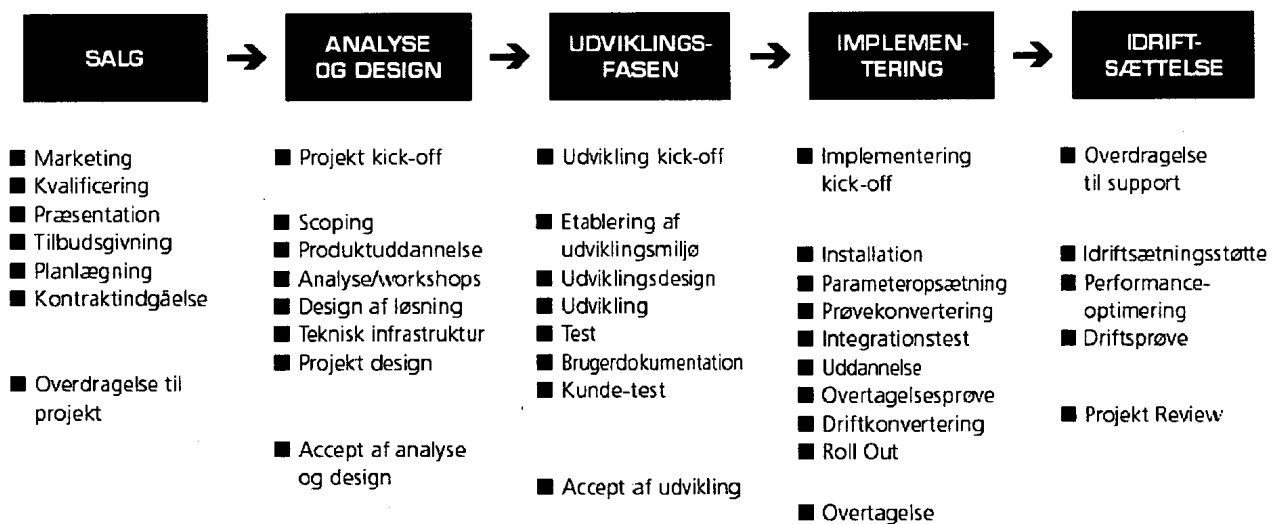 SALG
ANALYSE
OG DESIGN
UDVIKLINGS-
FASEN
IMPLEMEN-
TERING
IDRIFT-
SÆTTELSE
Marketing
Kvalificering
Præsentation
Tilbudsgivning
Planlægning
Kontraktindgåelse
Overdragelse til
projekt
Projekt kick-off
Scoping
Produktuddannelse
Analyse/workshops
Design af løsning
Teknisk infrastruktur
Projekt design
Accept af analyse
og design
Udvikling kick-off
Etablering af
udviklingsmiljø
Udviklingsdesign
Udvikling
Test
Brugerdokumentation
Kunde-test
Accept af udvikling
Implementering
kick-off
Installation
Parameteropsætning
Prøvekonvertering
Integrationstest
Uddannelse
Overtagelsesprøve
Driftkonvertering
Roll Out
Overtagelse
Overdragelse
til support
Idriftsætningsstøtte
Performance-
optimering
Driftsprøve
Projekt Review